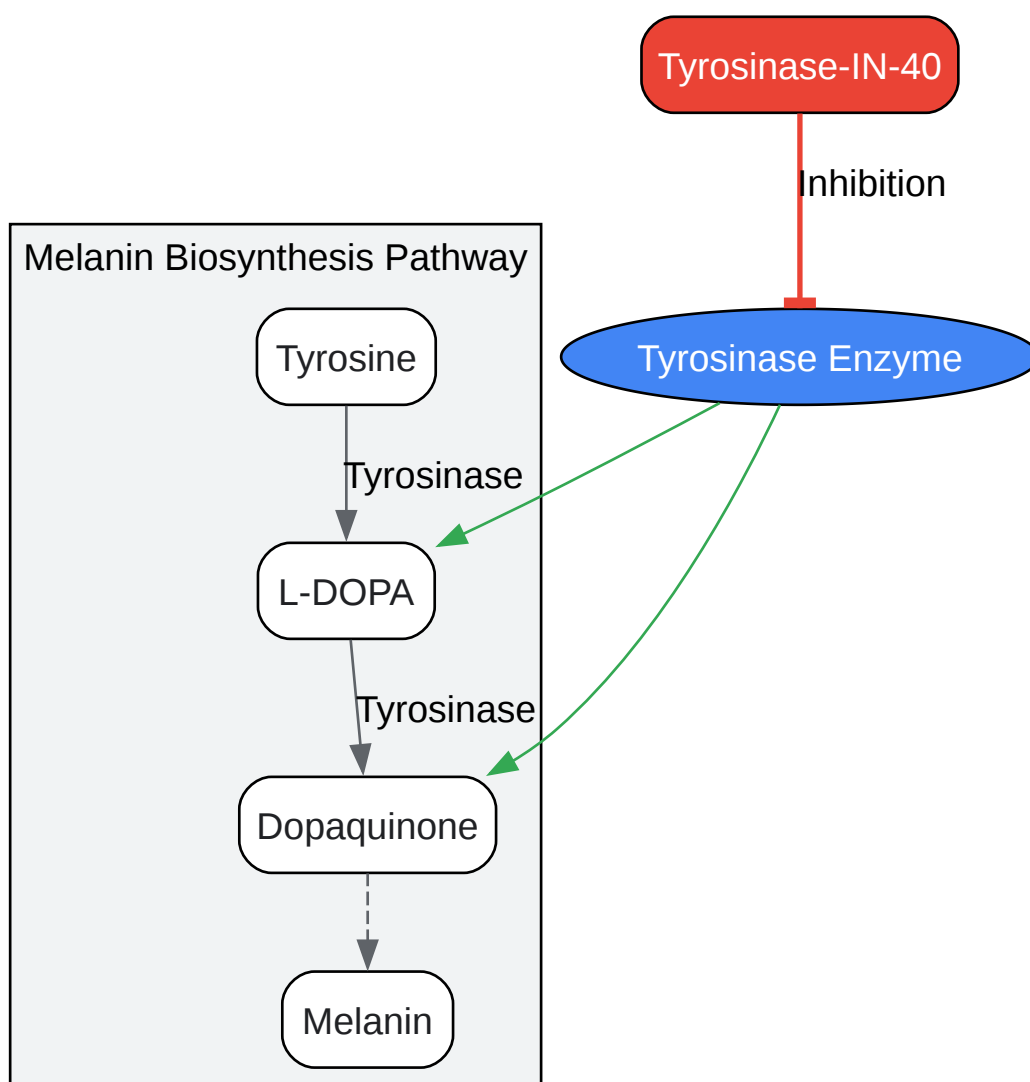 Tyrosinase-IN-40
Inhibition
Melanin Biosynthesis Pathway
Tyrosine
Tyrosinase Enzyme
Tyrosinase
L-DOPA
Tyrosinase
Dopaquinone
Melanin